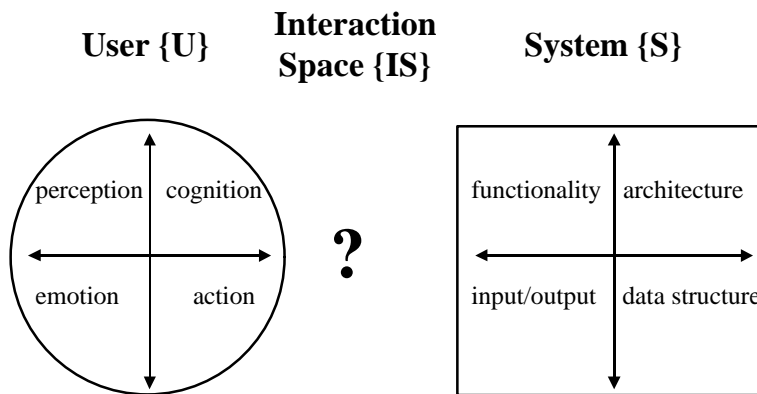 User {U}
Interaction
Space {IS}
System {S}
perception
cognition
emotion
action
?
functionality
architecture
input/output
data structure